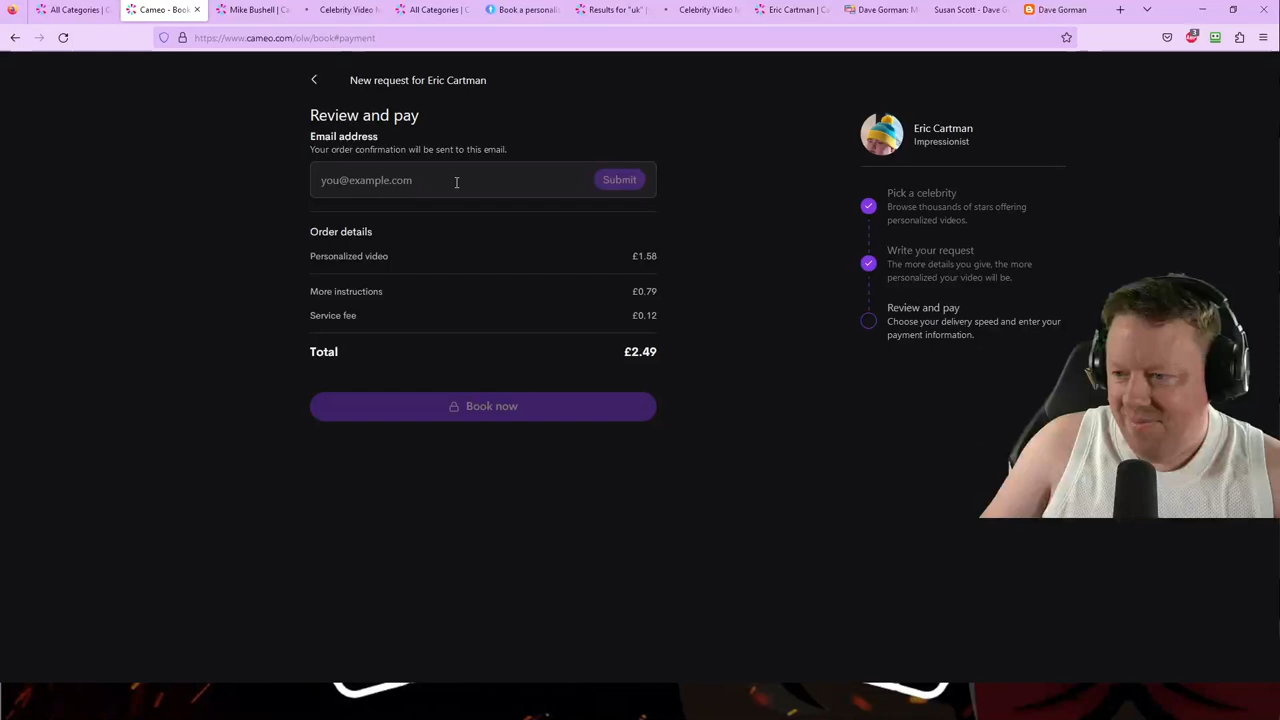 All Categories | C
Cameo - Book
Mike Bushell | Ca
Celebrity Video M
All Categories | C
Book a personalis
Results for "uk" |
Celebrity Video M
Eric Cartman | Ca
Dave Gorman: M
Susan Scott - Dave G
Dave Gorman
https://www.cameo.com/olw/book#payment
3
New request for Eric Cartman
Review and pay
Email address
Your order confirmation will be sent to this email.
you@example.com
Submit
Order details
Personalized video £1.58
More instructions £0.79
Service fee £0.12
Total £2.49
Book now
Eric Cartman
Impressionist
Pick a celebrity
Browse thousands of stars offering
personalized videos.
Write your request
The more details you give, the more
personalized your video will be.
Review and pay
Choose your delivery speed and enter your
payment information.